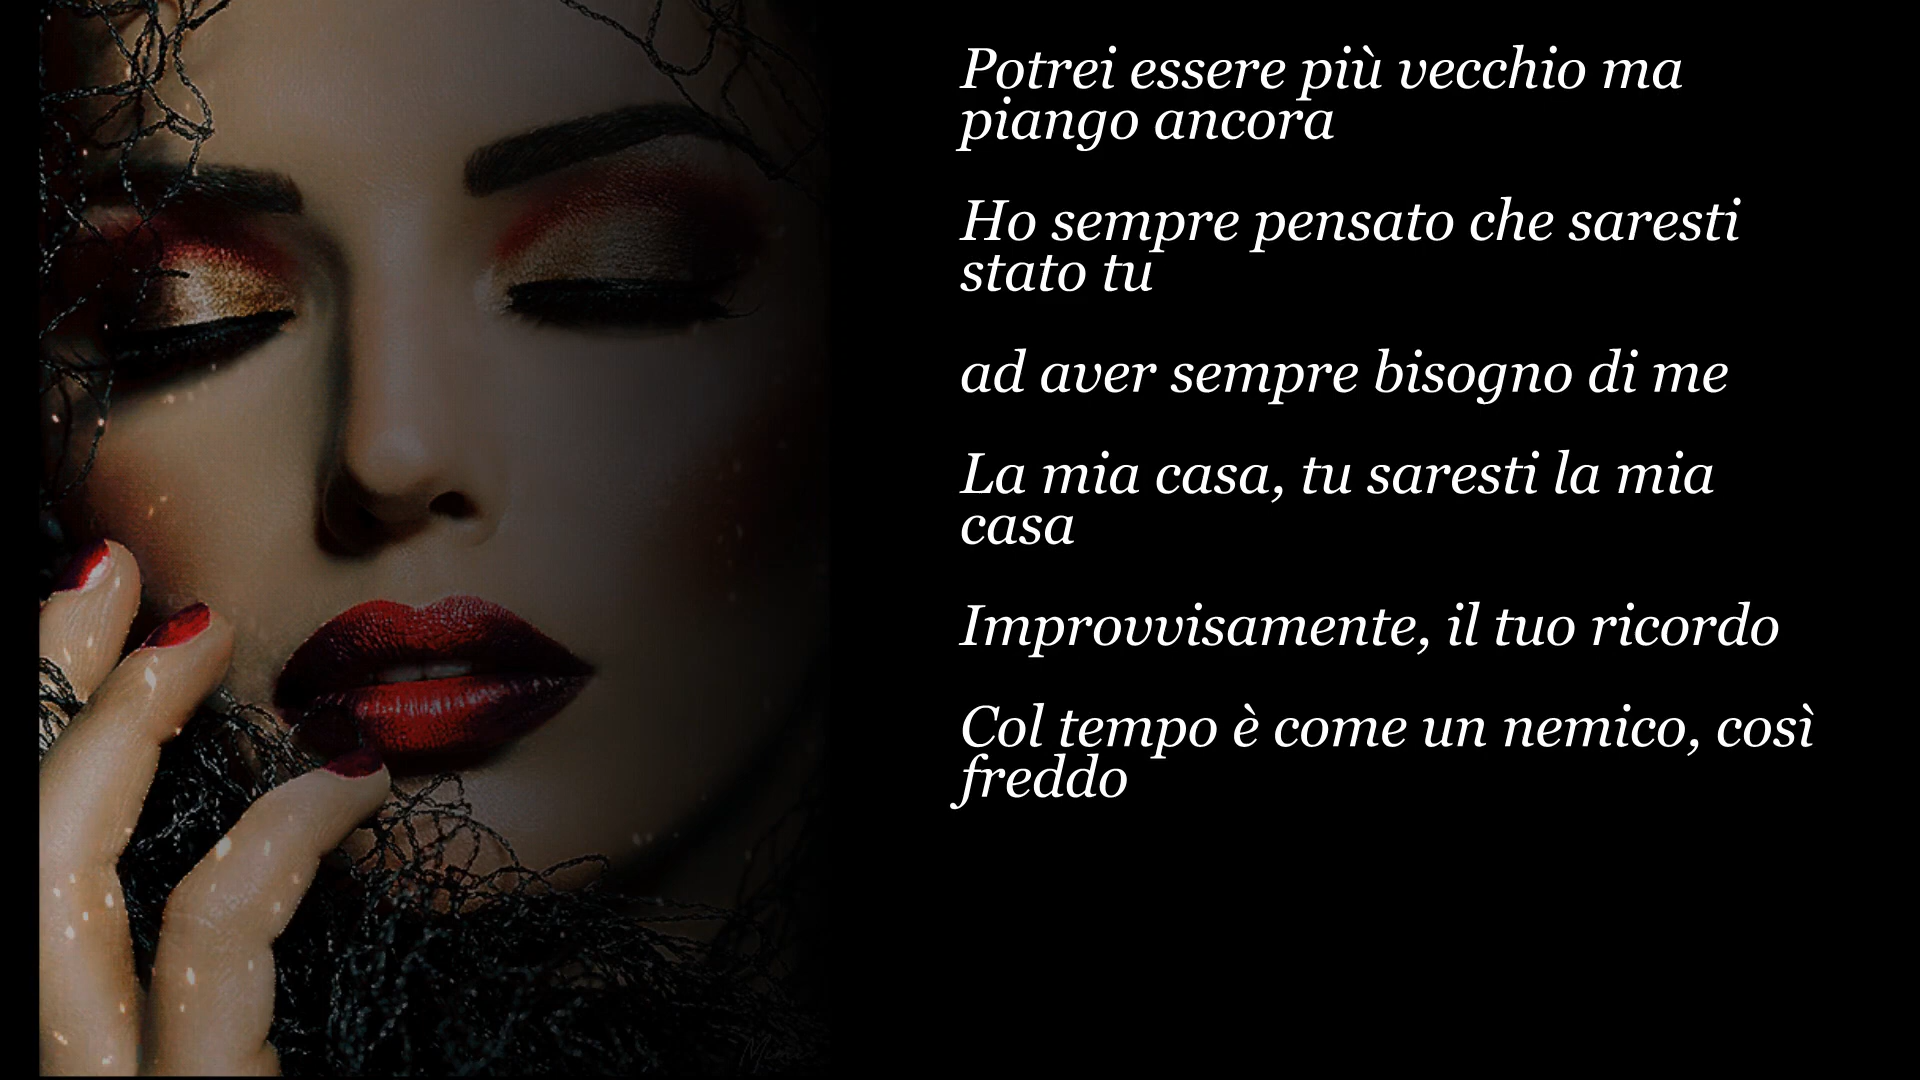 Potrei essere più vecchio ma
piango ancora
Ho sempre pensato che saresti
stato tu
ad aver sempre bisogno di me
La mia casa, tu saresti la mia
casa
Improvvisamente, il tuo ricordo
Col tempo è come un nemico, così
freddo